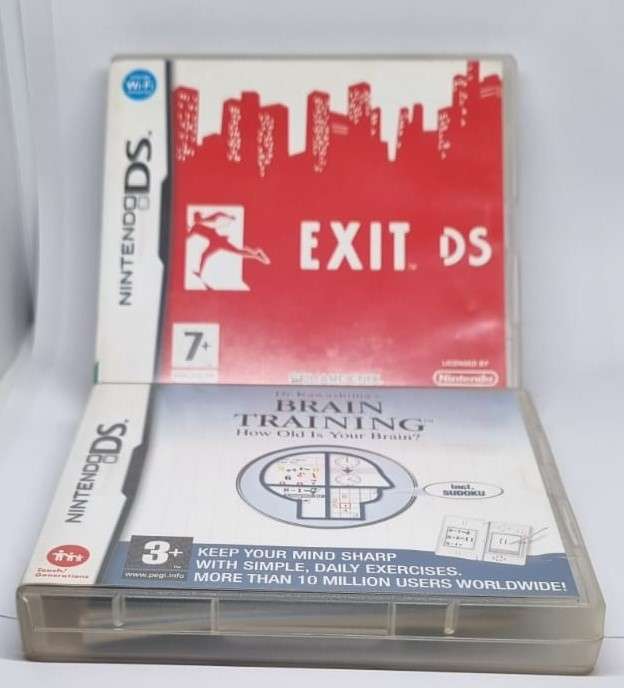 Wi-Fi
NINTENDO DS.
EXIT DS
7+
LICENSED BY
Nintendo
Dr Kawashima's
BRAIN
TRAINING™
How Old Is Your Brain?
NINTENDO DS.
Incl.
SUDOKU
3+
www.pegi.info
Touch!
Generations
KEEP YOUR MIND SHARP
WITH SIMPLE, DAILY EXERCISES.
MORE THAN 10 MILLION USERS WORLDWIDE!